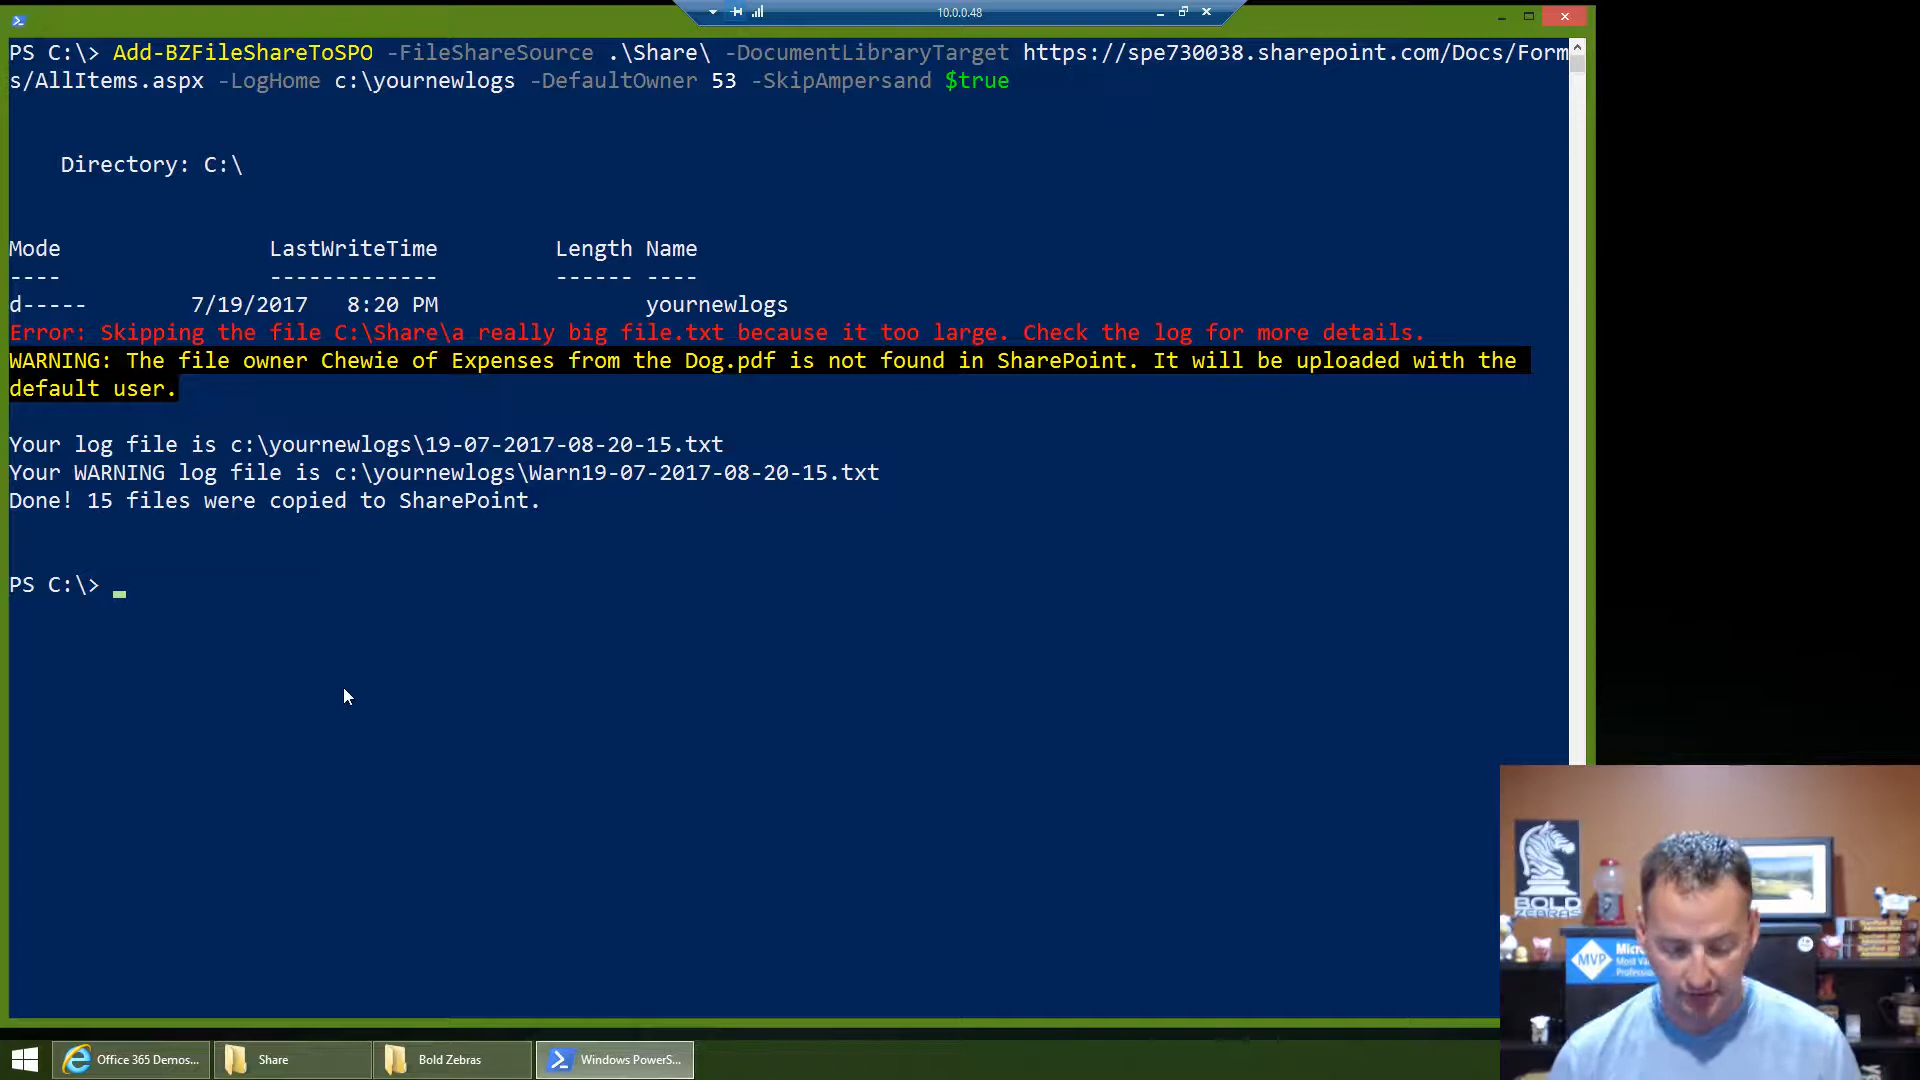 10.0.0.48
PS C:\> Add-BZFileShareToSPO -FileShareSource .\Share\ -DocumentLibraryTarget https://spe730038.sharepoint.com/Docs/Form
s/AllItems.aspx -LogHome c:\yournewlogs -DefaultOwner 53 -SkipAmpersand $true
Directory: C:\
Mode LastWriteTime Length Name
---- ------------- ------ ----
d----- 7/19/2017 8:20 PM yournewlogs
Error: Skipping the file C:\Share\a really big file.txt because it too large. Check the log for more details.
WARNING: The file owner Chewie of Expenses from the Dog.pdf is not found in SharePoint. It will be uploaded with the
default user.
Your log file is c:\yournewlogs\19-07-2017-08-20-15.txt
Your WARNING log file is c:\yournewlogs\Warn19-07-2017-08-20-15.txt
Done! 15 files were copied to SharePoint.
PS C:\>
BOLD
ZEBRAS
MVP
Micr
Most Va
Professio
Office 365 Demos...
Share
Bold Zebras
Windows PowerS...